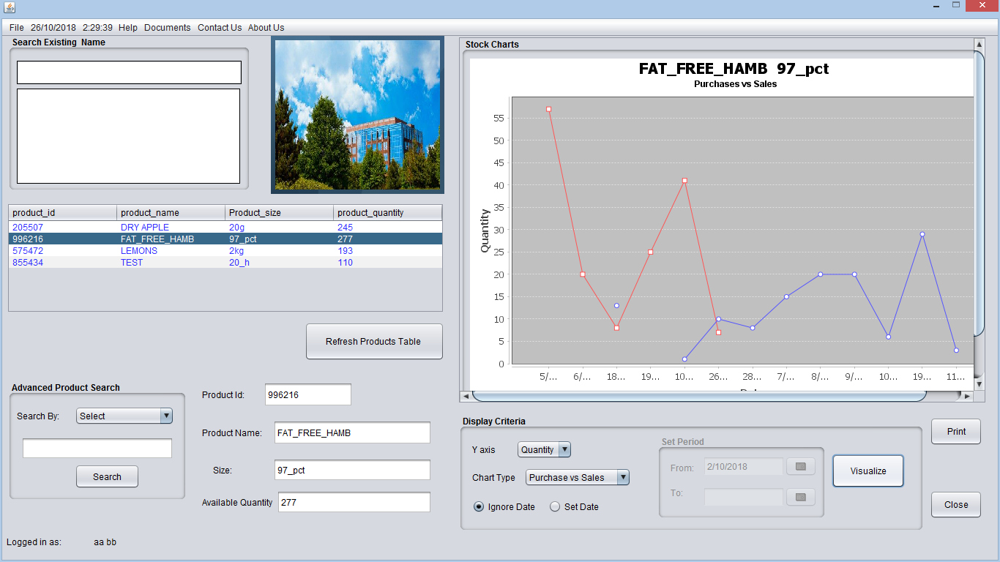 File 26/10/2018 2:29:39 Help Documents Contact Us About Us
Search Existing Name
product_id product_name Product_size product_quantity
205507 DRY APPLE 20g 245
996216 FAT_FREE_HAMB 97_pct 277
575472 LEMONS 2kg 193
855434 TEST 20_h 110
Refresh Products Table
Advanced Product Search
Search By: Select
Search
Product Id: 996216
Product Name: FAT_FREE_HAMB
Size: 97_pct
Available Quantity 277
Logged in as: aa bb
Stock Charts
FAT_FREE_HAMB 97_pct
Purchases vs Sales
Quantity
55
50
45
40
35
30
25
20
15
10
5
0
5/... 6/... 18... 19... 10... 26... 28... 7/... 8/... 9/... 10... 19... 11...
Display Criteria
Y axis Quantity
Chart Type Purchase vs Sales
Ignore Date Set Date
Set Period
From: 2/10/2018
To:
Visualize
Print
Close